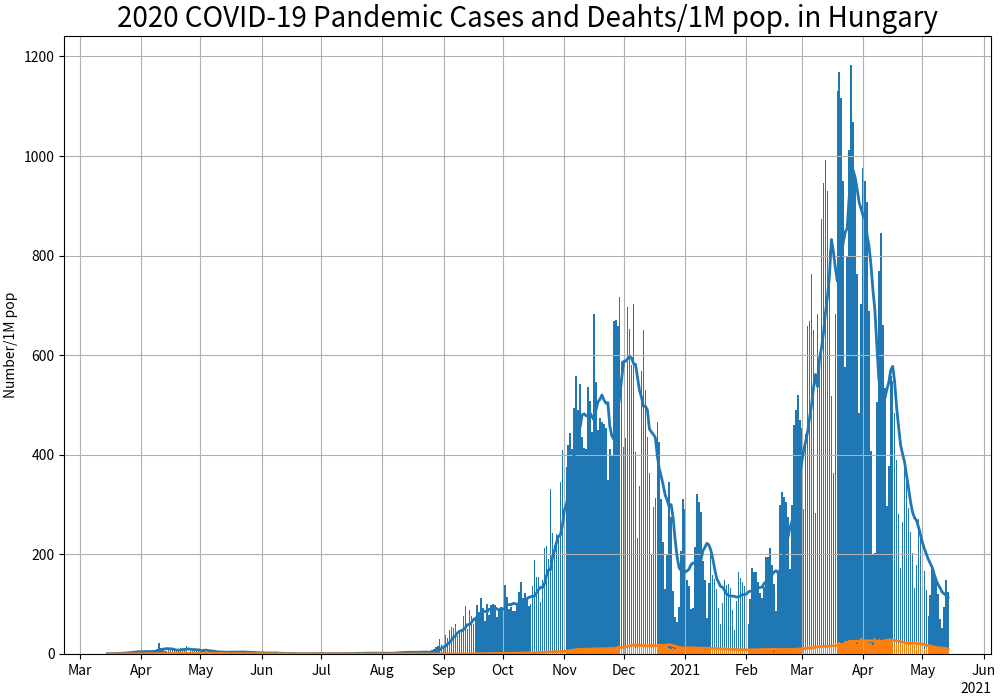 2020 COVID-19 Pandemic Cases and Deahts/1M pop. in Hungary
Number/1M pop
1200
1000
800
600
400
200
0
Mar Apr May Jun Jul Aug Sep Oct Nov Dec 2021 Feb Mar Apr May Jun
2021